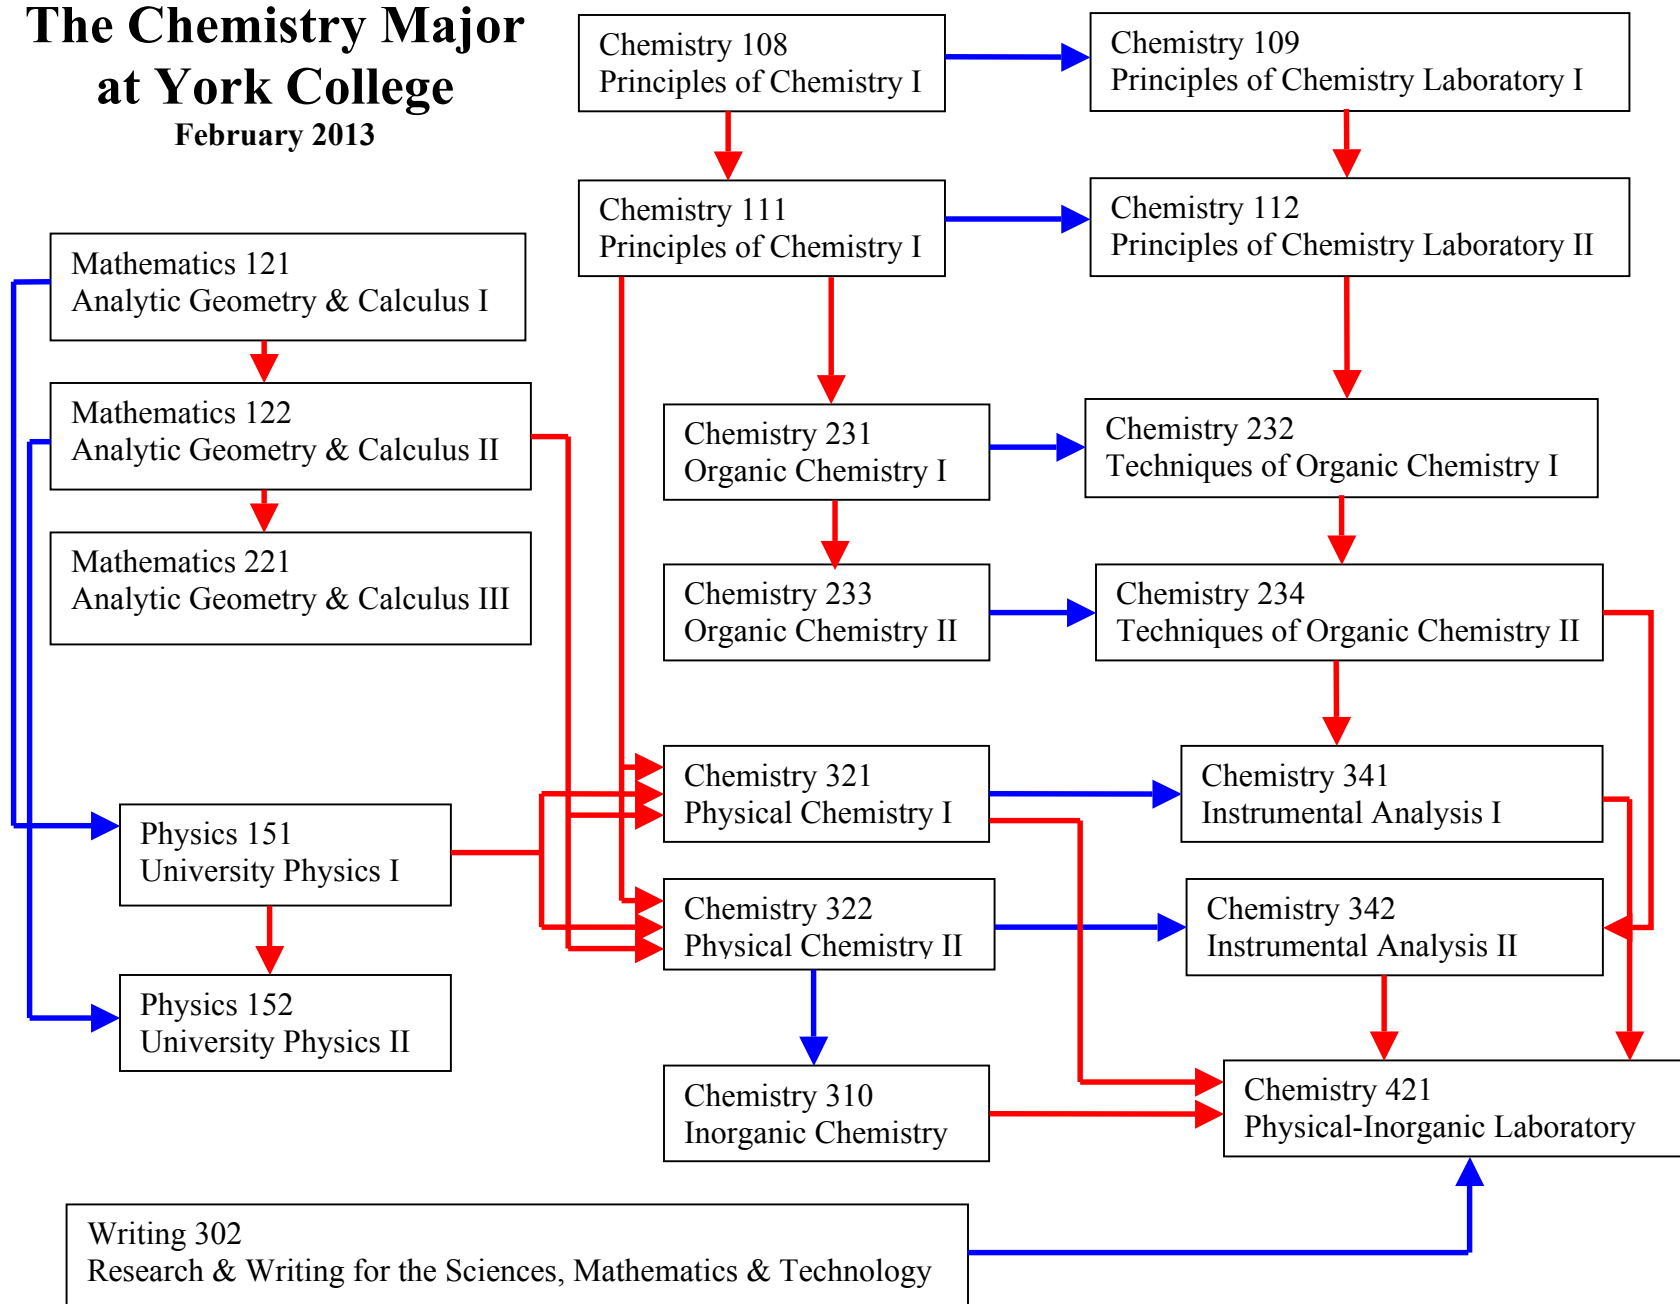 The Chemistry Major
at York College
February 2013
Chemistry 108
Principles of Chemistry I
Chemistry 109
Principles of Chemistry Laboratory I
Chemistry 111
Principles of Chemistry I
Chemistry 112
Principles of Chemistry Laboratory II
Mathematics 121
Analytic Geometry & Calculus I
Mathematics 122
Analytic Geometry & Calculus II
Chemistry 231
Organic Chemistry I
Chemistry 232
Techniques of Organic Chemistry I
Mathematics 221
Analytic Geometry & Calculus III
Chemistry 233
Organic Chemistry II
Chemistry 234
Techniques of Organic Chemistry II
Chemistry 321
Physical Chemistry I
Chemistry 341
Instrumental Analysis I
Physics 151
University Physics I
Chemistry 322
Physical Chemistry II
Chemistry 342
Instrumental Analysis II
Physics 152
University Physics II
Chemistry 310
Inorganic Chemistry
Chemistry 421
Physical-Inorganic Laboratory
Writing 302
Research & Writing for the Sciences, Mathematics & Technology